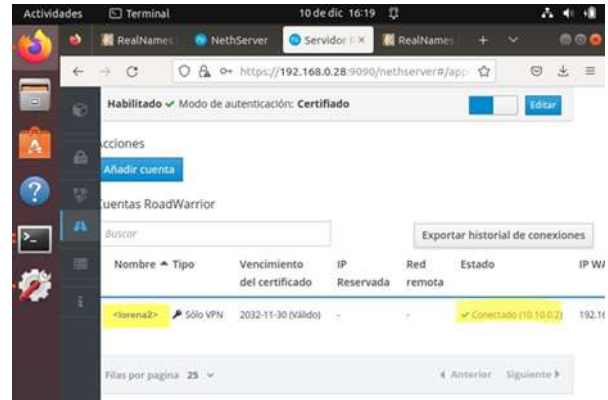 Actividades Terminal 10 de dic 16:19
RealNames NethServer Servidor RealNames
https://192.168.0.28:9090/nethserver#/app
Habilitado ✔ Modo de autenticación: Certifiado Editar
Acciones
Añadir cuenta
Cuentas RoadWarrior
Buscar Exportar historial de conexiones
Nombre Tipo Vencimiento IP Red Estado IP WA
del certificado Reservada remota
<lorena2> Sólo VPN 2032-11-30 (Válido) - - ✔ Conectado (10.10.0.2) 192.16
Filas por pagina 25 Anterior Siguiente